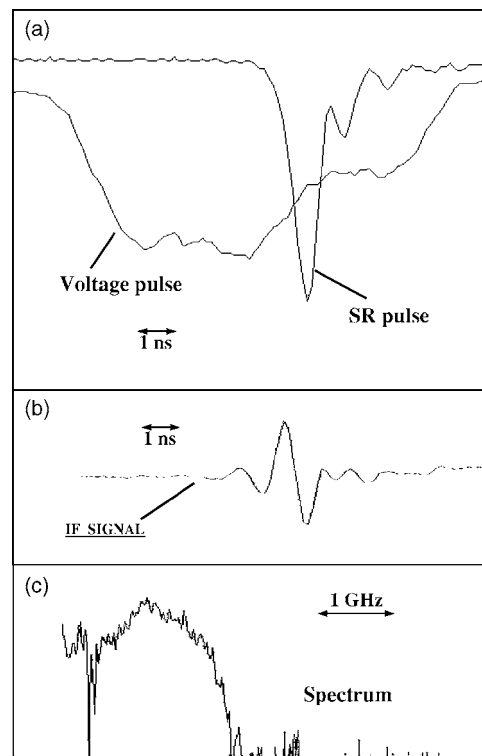 (a)
Voltage pulse
SR pulse
1 ns
(b)
1 ns
IF SIGNAL
(c)
1 GHz
Spectrum